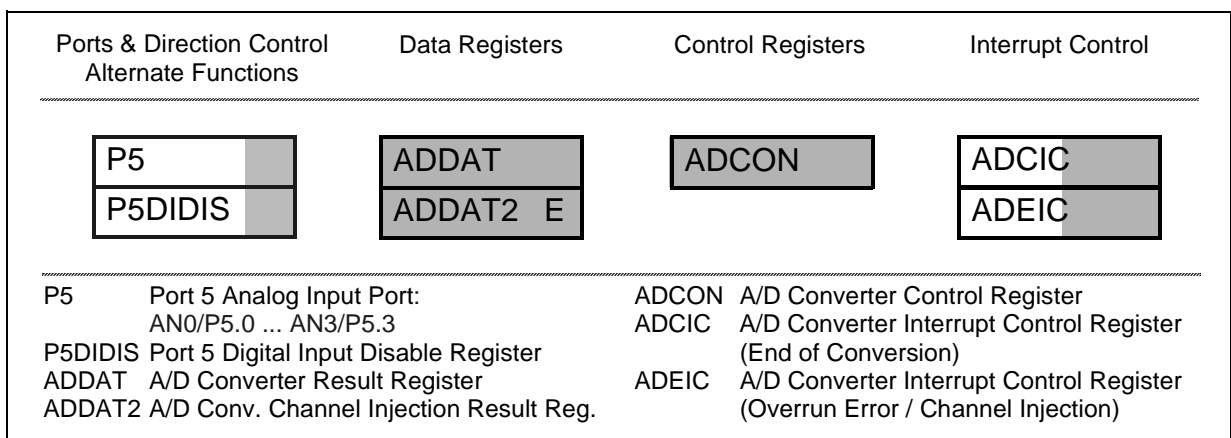 Ports & Direction Control
Alternate Functions
Data Registers
Control Registers
Interrupt Control
P5
P5DIDIS
ADDAT
ADDAT2 E
ADCON
ADCIC
ADEIC
P5 Port 5 Analog Input Port:
AN0/P5.0 ... AN3/P5.3
P5DIDIS Port 5 Digital Input Disable Register
ADDAT A/D Converter Result Register
ADDAT2 A/D Conv. Channel Injection Result Reg.
ADCON A/D Converter Control Register
ADCIC A/D Converter Interrupt Control Register
(End of Conversion)
ADEIC A/D Converter Interrupt Control Register
(Overrun Error / Channel Injection)